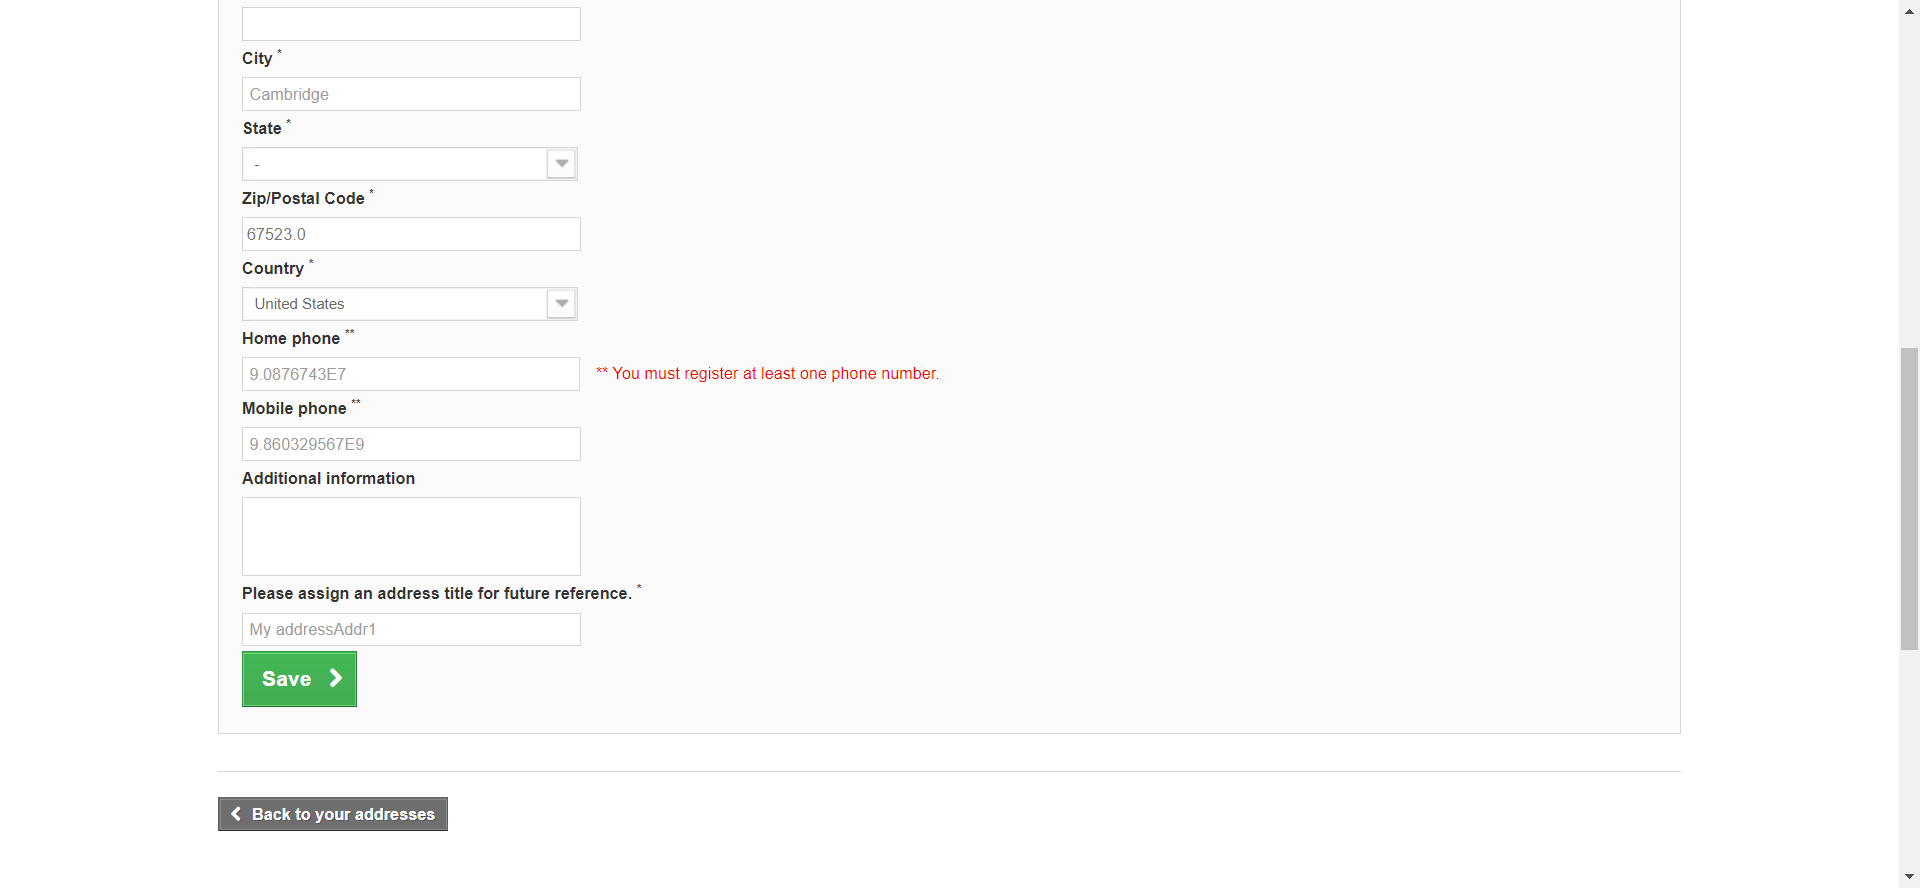 City *
Cambridge
State *
-
Zip/Postal Code *
67523.0
Country *
United States
Home phone **
9.0876743E7
** You must register at least one phone number.
Mobile phone **
9.860329567E9
Additional information
Please assign an address title for future reference. *
My addressAddr1
Save
Back to your addresses